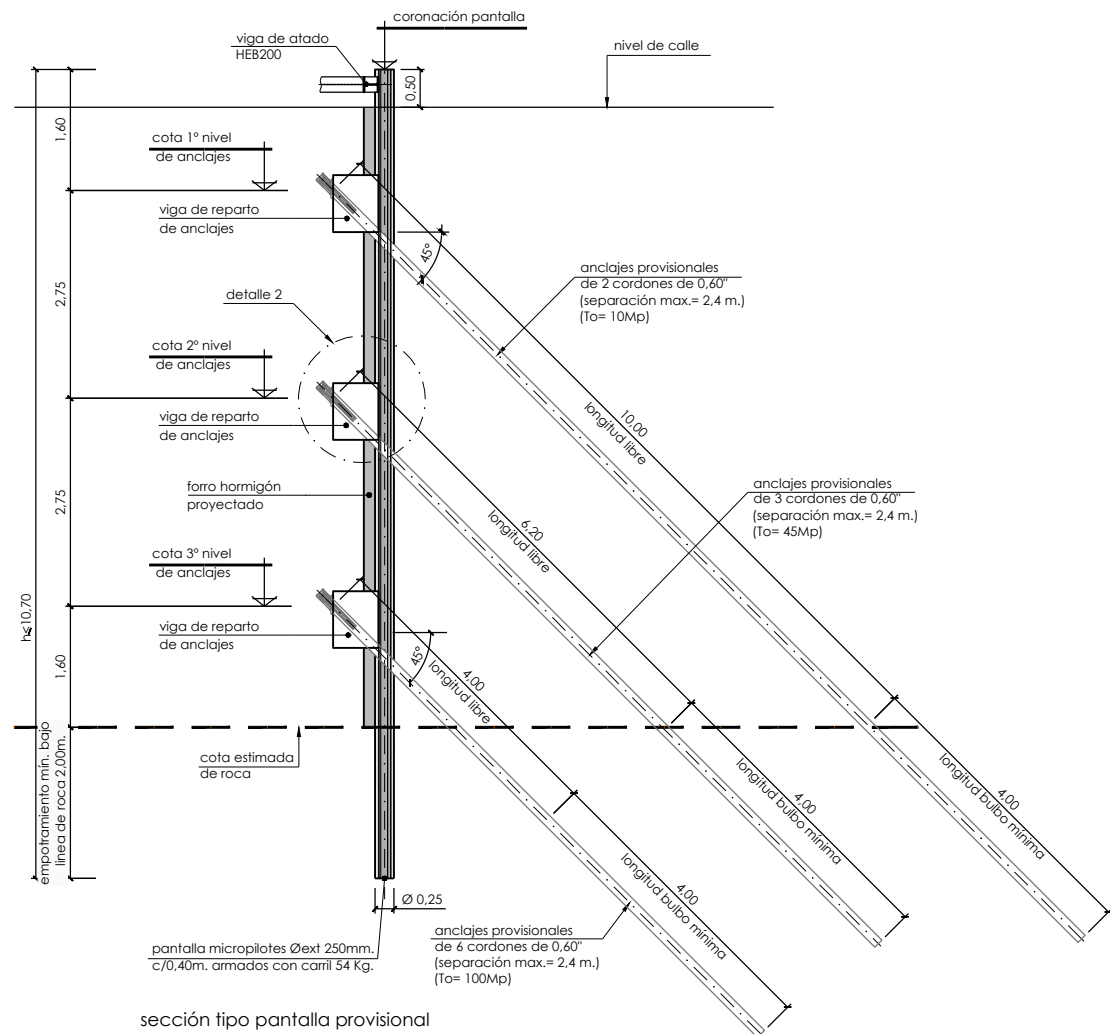 coronación pantalla
viga de atado
HEB200
nivel de calle
0,50
1,60
cota 1º nivel
de anclajes
viga de reparto
de anclajes
45º
anclajes provisionales
de 2 cordones de 0,60"
(separación max.= 2,4 m.)
(To= 10Mp)
2,75
detalle 2
cota 2º nivel
de anclajes
viga de reparto
de anclajes
10,00
longitud libre
forro hormigón
proyectado
2,75
anclajes provisionales
de 3 cordones de 0,60"
(separación max.= 2,4 m.)
(To= 45Mp)
6,20
longitud libre
cota 3º nivel
de anclajes
viga de reparto
de anclajes
h≤10,70
1,60
45º
4,00
longitud libre
cota estimada
de roca
empotramiento mín. bajo
línea de roca 2,00m.
4,00
longitud bulbo mínima
4,00
longitud bulbo mínima
4,00
longitud bulbo mínima
Ø 0,25
pantalla micropilotes Øext 250mm.
c/0,40m. armados con carril 54 Kg.
anclajes provisionales
de 6 cordones de 0,60"
(separación max.= 2,4 m.)
(To= 100Mp)
sección tipo pantalla provisional